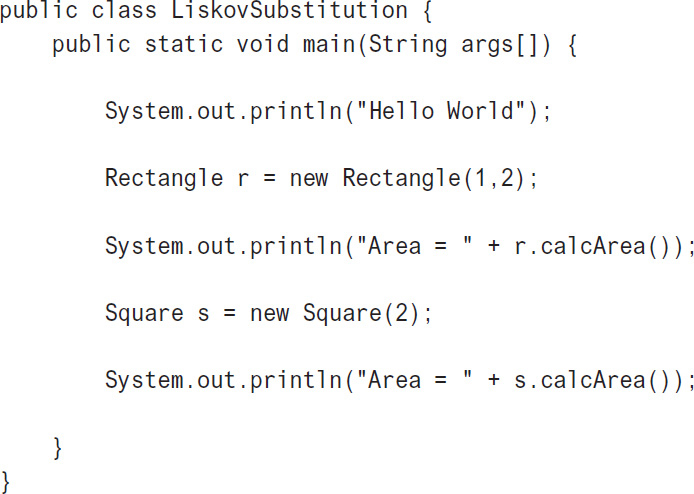 public class LiskovSubstitution {
    public static void main(String args[]) {
        System.out.println("Hello World");
        Rectangle r = new Rectangle(1,2);
        System.out.println("Area = " + r.calcArea());
        Square s = new Square(2);
        System.out.println("Area = " + s.calcArea());
    }
}